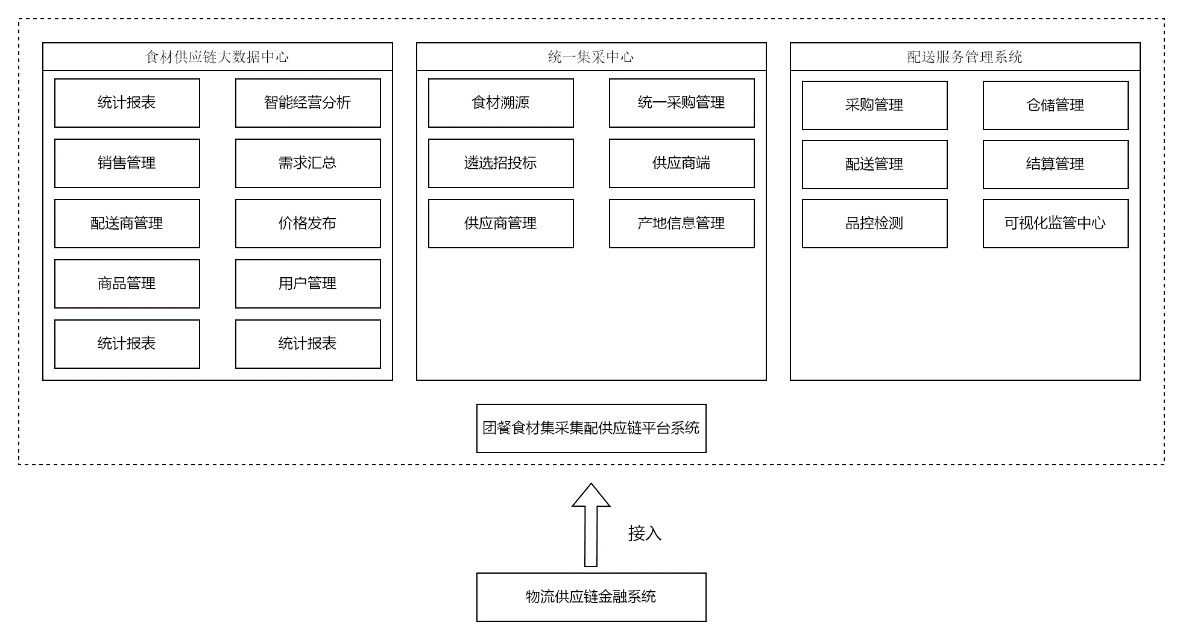 食材供应链大数据中心
统计报表
智能经营分析
销售管理
需求汇总
配送商管理
价格发布
商品管理
用户管理
统计报表
统计报表
统一集采中心
食材溯源
统一采购管理
遴选招投标
供应商端
供应商管理
产地信息管理
配送服务管理系统
采购管理
仓储管理
配送管理
结算管理
品控检测
可视化监管中心
团餐食材集采集配供应链平台系统
接入
物流供应链金融系统